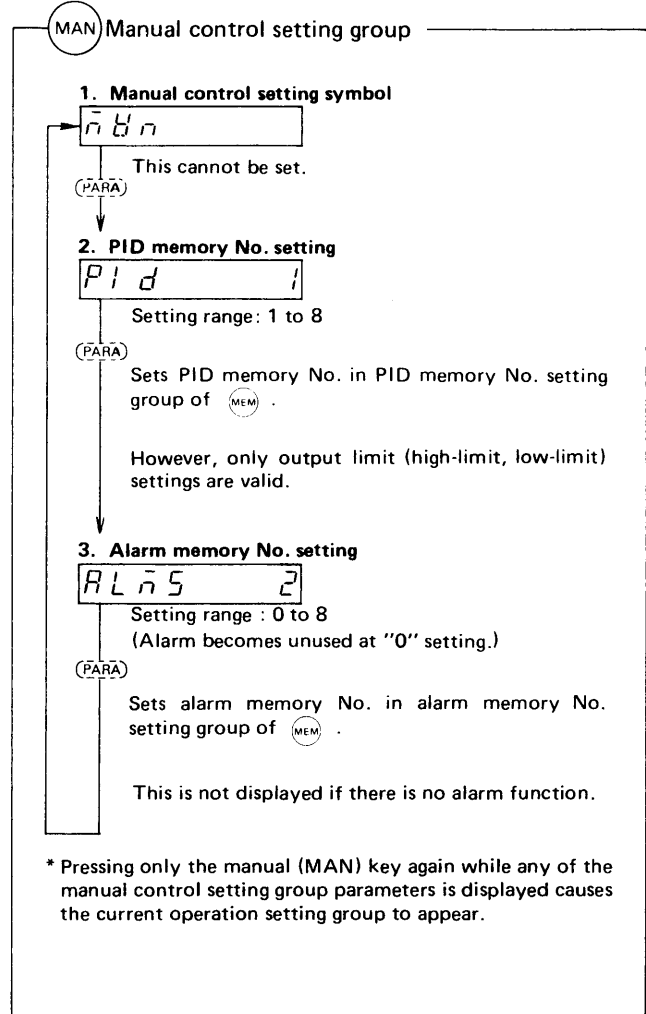 MAN Manual control setting group
1. Manual control setting symbol
This cannot be set.
PARA
2. PID memory No. setting
PId 1
Setting range: 1 to 8
PARA
Sets PID memory No. in PID memory No. setting
group of MEM .
However, only output limit (high-limit, low-limit)
settings are valid.
3. Alarm memory No. setting
Setting range : 0 to 8
(Alarm becomes unused at "0" setting.)
PARA
Sets alarm memory No. in alarm memory No.
setting group of MEM .
This is not displayed if there is no alarm function.
* Pressing only the manual (MAN) key again while any of the
manual control setting group parameters is displayed causes
the current operation setting group to appear.